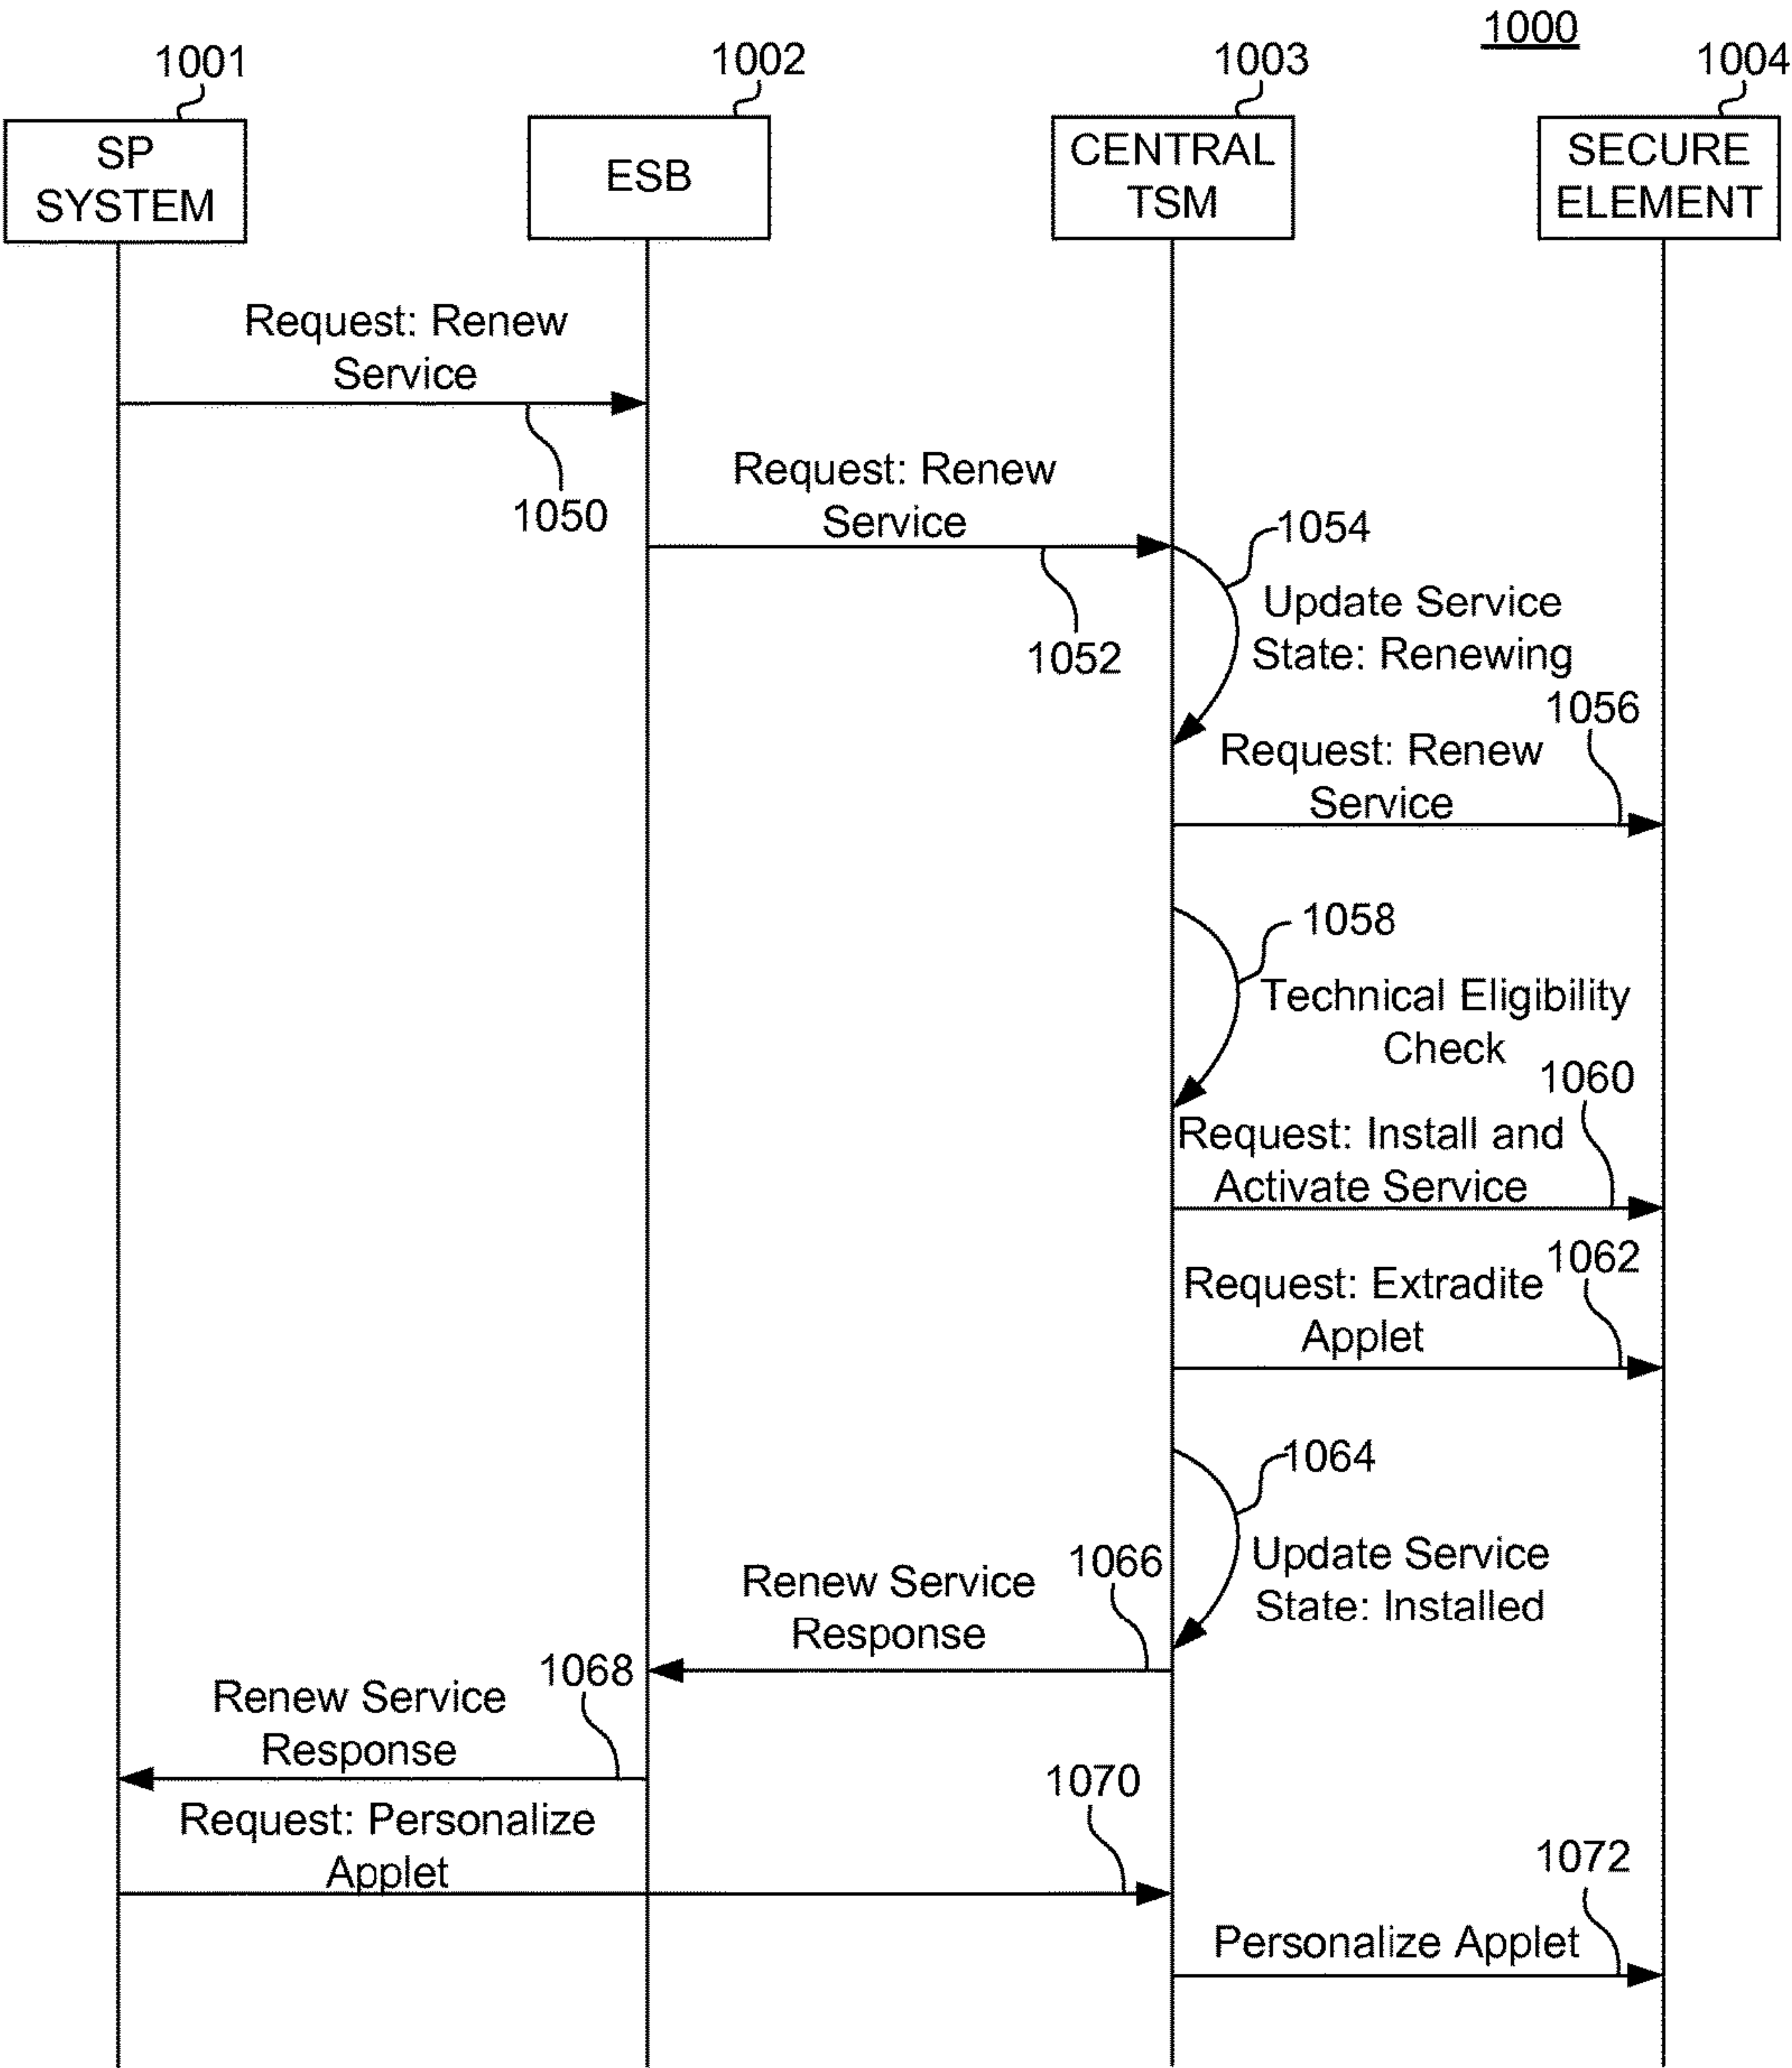 1000
1001
1002
1003
1004
SP
SYSTEM
ESB
CENTRAL
TSM
SECURE
ELEMENT
Request: Renew
Service
1050
Request: Renew
Service
1052
1054
Update Service
State: Renewing
1056
Request: Renew
Service
1058
Technical Eligibility
Check
1060
Request: Install and
Activate Service
1062
Request: Extradite
Applet
1064
Update Service
State: Installed
1066
Renew Service
Response
1068
Renew Service
Response
1070
Request: Personalize
Applet
1072
Personalize Applet